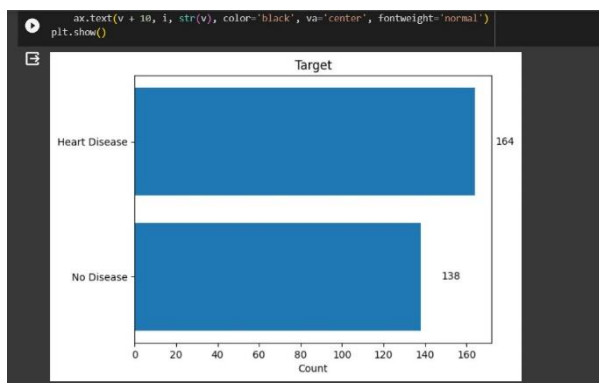 ax.text(v + 10, i, str(v), color='black', va='center', fontweight='normal')
plt.show()
Target
Heart Disease
164
No Disease
138
0 20 40 60 80 100 120 140 160
Count